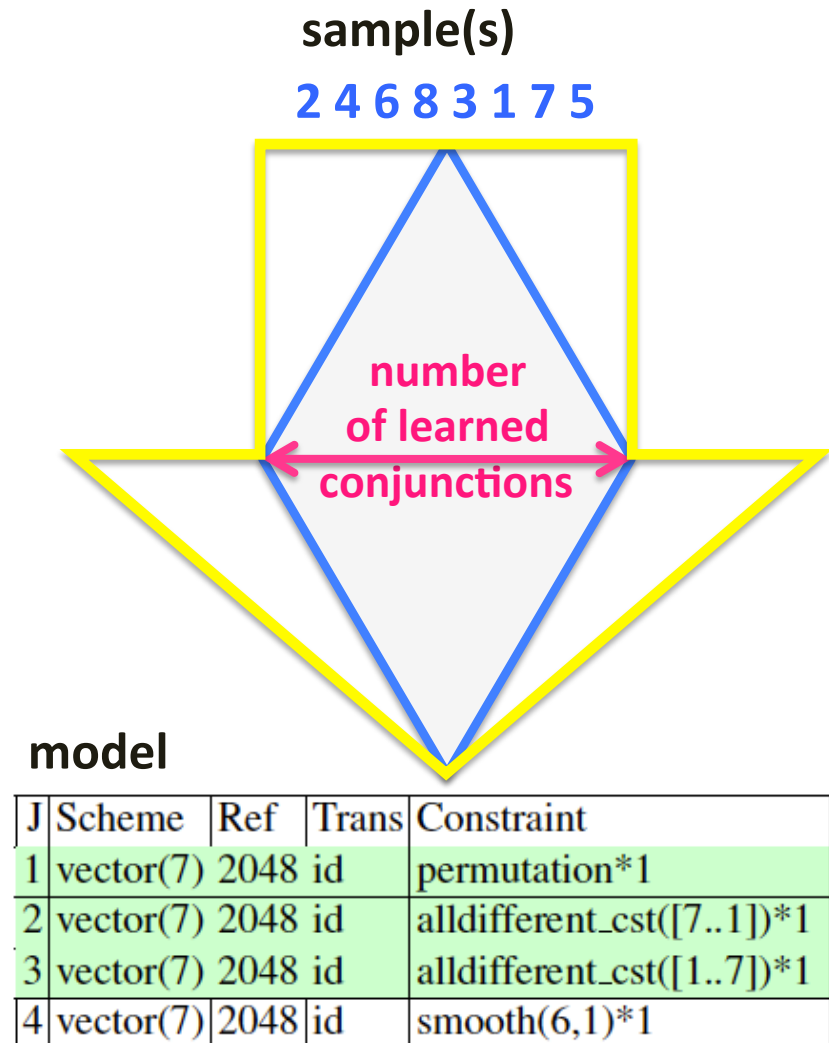 sample(s)
2 4 6 8 3 1 7 5
number
of learned
conjunctions
model
J Scheme Ref Trans Constraint
1 vector(7) 2048 id permutation*1
2 vector(7) 2048 id alldifferent_cst([7..1])*1
3 vector(7) 2048 id alldifferent_cst([1..7])*1
4 vector(7) 2048 id smooth(6,1)*1